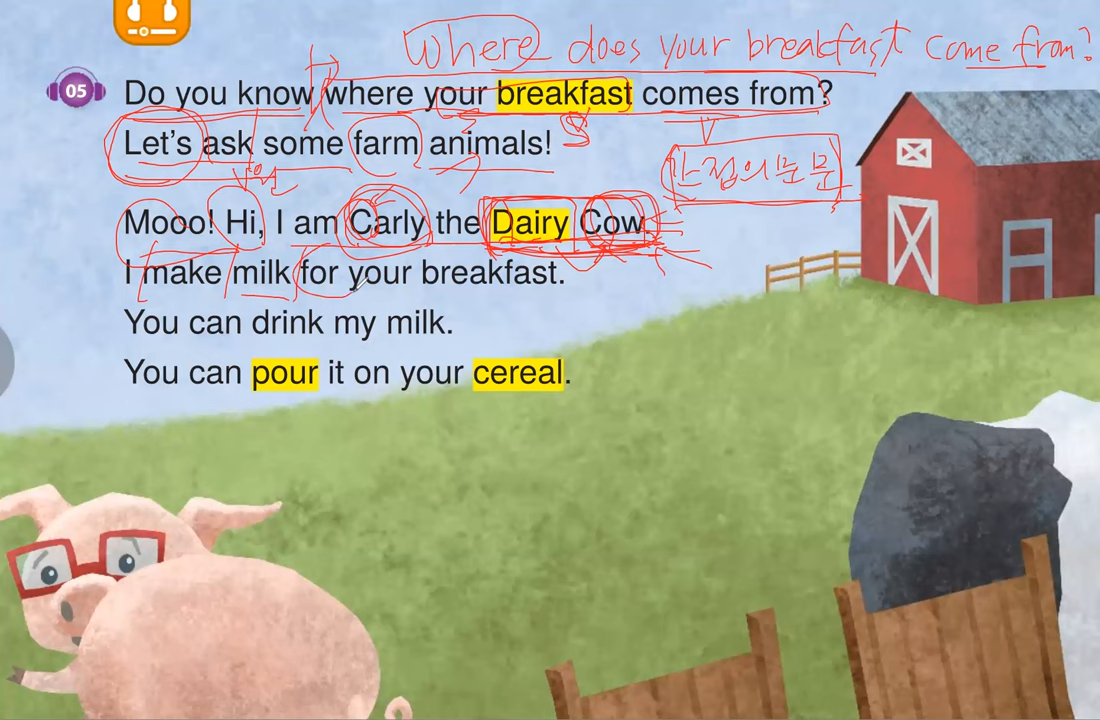 Where does your breakfast come from?
05
Do you know where your breakfast comes from?
S
V
Let's ask some farm animals!
간접의문문
Mooo! Hi, I am Carly the Dairy Cow.
I make milk for your breakfast.
You can drink my milk.
You can pour it on your cereal.